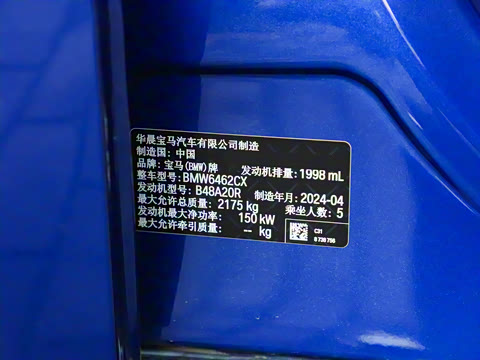 华晨宝马汽车有限公司制造
制造国：中国
品牌：宝马(BMW)牌 发动机排量：1998 mL
整车型号：BMW6462CX
发动机型号：B48A20R 制造年月：2024-04
最大允许总质量：2175 kg 乘坐人数：5
发动机最大净功率：150 kW
最大允许牵引质量：-- kg
C31
8 738 706